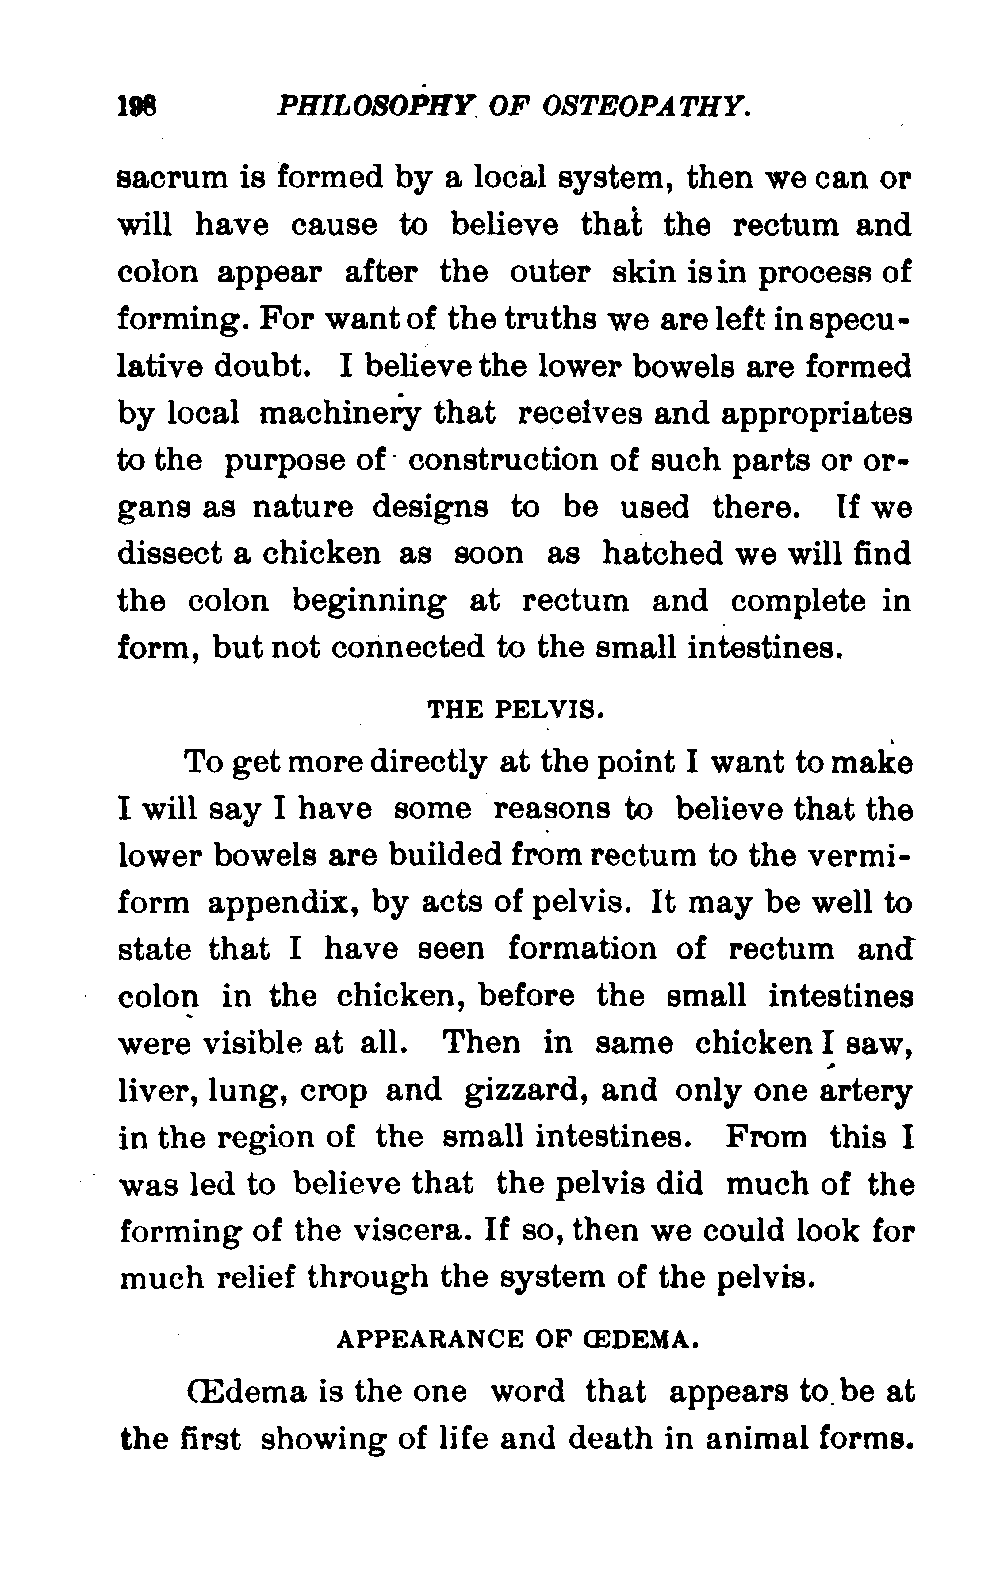 198 PHILOSOPHY OF OSTEOPATHY.
sacrum is formed by a local system, then we can or
will have cause to believe that the rectum and
colon appear after the outer skin is in process of
forming. For want of the truths we are left in specu-
lative doubt. I believe the lower bowels are formed
by local machinery that receives and appropriates
to the purpose of construction of such parts or or-
gans as nature designs to be used there. If we
dissect a chicken as soon as hatched we will find
the colon beginning at rectum and complete in
form, but not connected to the small intestines.
THE PELVIS.
To get more directly at the point I want to make
I will say I have some reasons to believe that the
lower bowels are builded from rectum to the vermi-
form appendix, by acts of pelvis. It may be well to
state that I have seen formation of rectum and
colon in the chicken, before the small intestines
were visible at all. Then in same chicken I saw,
liver, lung, crop and gizzard, and only one artery
in the region of the small intestines. From this I
was led to believe that the pelvis did much of the
forming of the viscera. If so, then we could look for
much relief through the system of the pelvis.
APPEARANCE OF ŒDEMA.
Œdema is the one word that appears to be at
the first showing of life and death in animal forms.